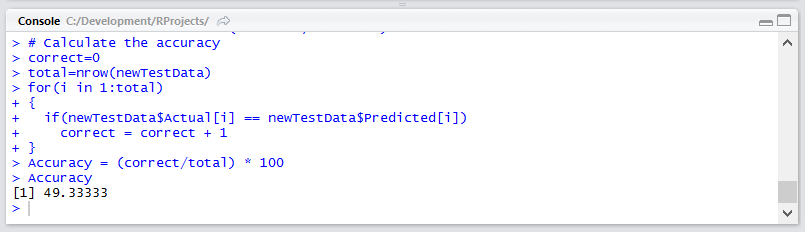 Console C:/Development/RProjects/
> # Calculate the accuracy
> correct=0
> total=nrow(newTestData)
> for(i in 1:total)
+ {
+   if(newTestData$Actual[i] == newTestData$Predicted[i])
+     correct = correct + 1
+ }
> Accuracy = (correct/total) * 100
> Accuracy
[1] 49.33333
>